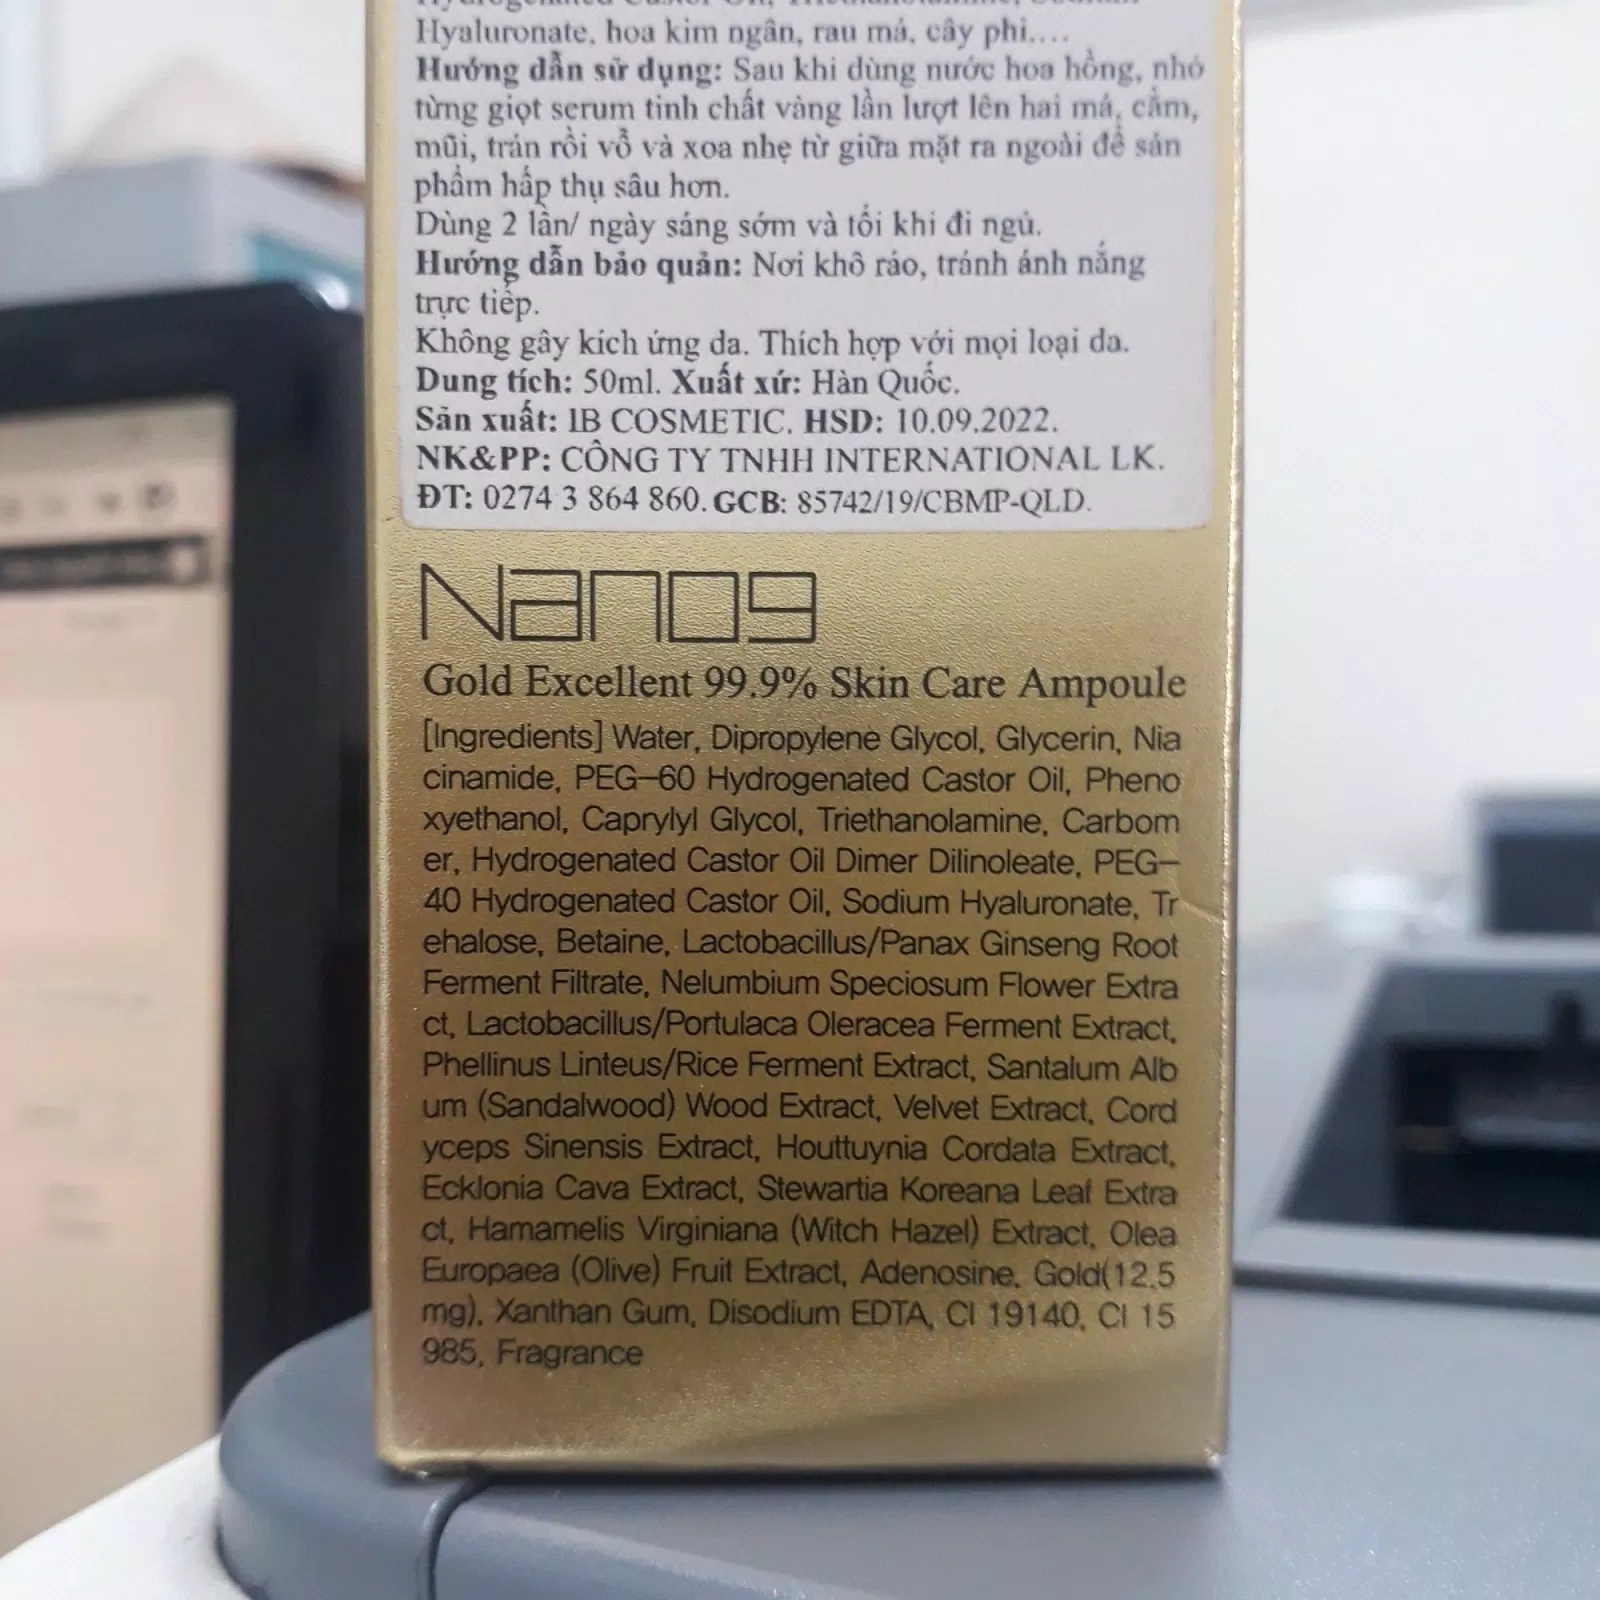 Hydrogenated Castor Oil, Triethanolamine, Sodium
Hyaluronate, hoa kim ngân, rau má, cây phỉ....
Hướng dẫn sử dụng: Sau khi dùng nước hoa hồng, nhỏ
từng giọt serum tinh chất vàng lần lượt lên hai má, cằm,
mũi, trán rồi vỗ và xoa nhẹ từ giữa mặt ra ngoài để sản
phẩm hấp thụ sâu hơn.
Dùng 2 lần/ ngày sáng sớm và tối khi đi ngủ.
Hướng dẫn bảo quản: Nơi khô ráo, tránh ánh nắng
trực tiếp.
Không gây kích ứng da. Thích hợp với mọi loại da.
Dung tích: 50ml. Xuất xứ: Hàn Quốc.
Sản xuất: IB COSMETIC. HSD: 10.09.2022.
NK&PP: CÔNG TY TNHH INTERNATIONAL LK.
ĐT: 0274 3 864 860. GCB: 85742/19/CBMP-QLD.
Nano9
Gold Excellent 99.9% Skin Care Ampoule
[Ingredients] Water, Dipropylene Glycol, Glycerin, Nia
cinamide, PEG-60 Hydrogenated Castor Oil, Pheno
xyethanol, Caprylyl Glycol, Triethanolamine, Carbom
er, Hydrogenated Castor Oil Dimer Dilinoleate, PEG-
40 Hydrogenated Castor Oil, Sodium Hyaluronate, Tr
ehalose, Betaine, Lactobacillus/Panax Ginseng Root
Ferment Filtrate, Nelumbium Speciosum Flower Extra
ct, Lactobacillus/Portulaca Oleracea Ferment Extract,
Phellinus Linteus/Rice Ferment Extract, Santalum Alb
um (Sandalwood) Wood Extract, Velvet Extract, Cord
yceps Sinensis Extract, Houttuynia Cordata Extract,
Ecklonia Cava Extract, Stewartia Koreana Leaf Extra
ct, Hamamelis Virginiana (Witch Hazel) Extract, Olea
Europaea (Olive) Fruit Extract, Adenosine, Gold(12.5
mg), Xanthan Gum, Disodium EDTA, CI 19140, CI 15
985, Fragrance